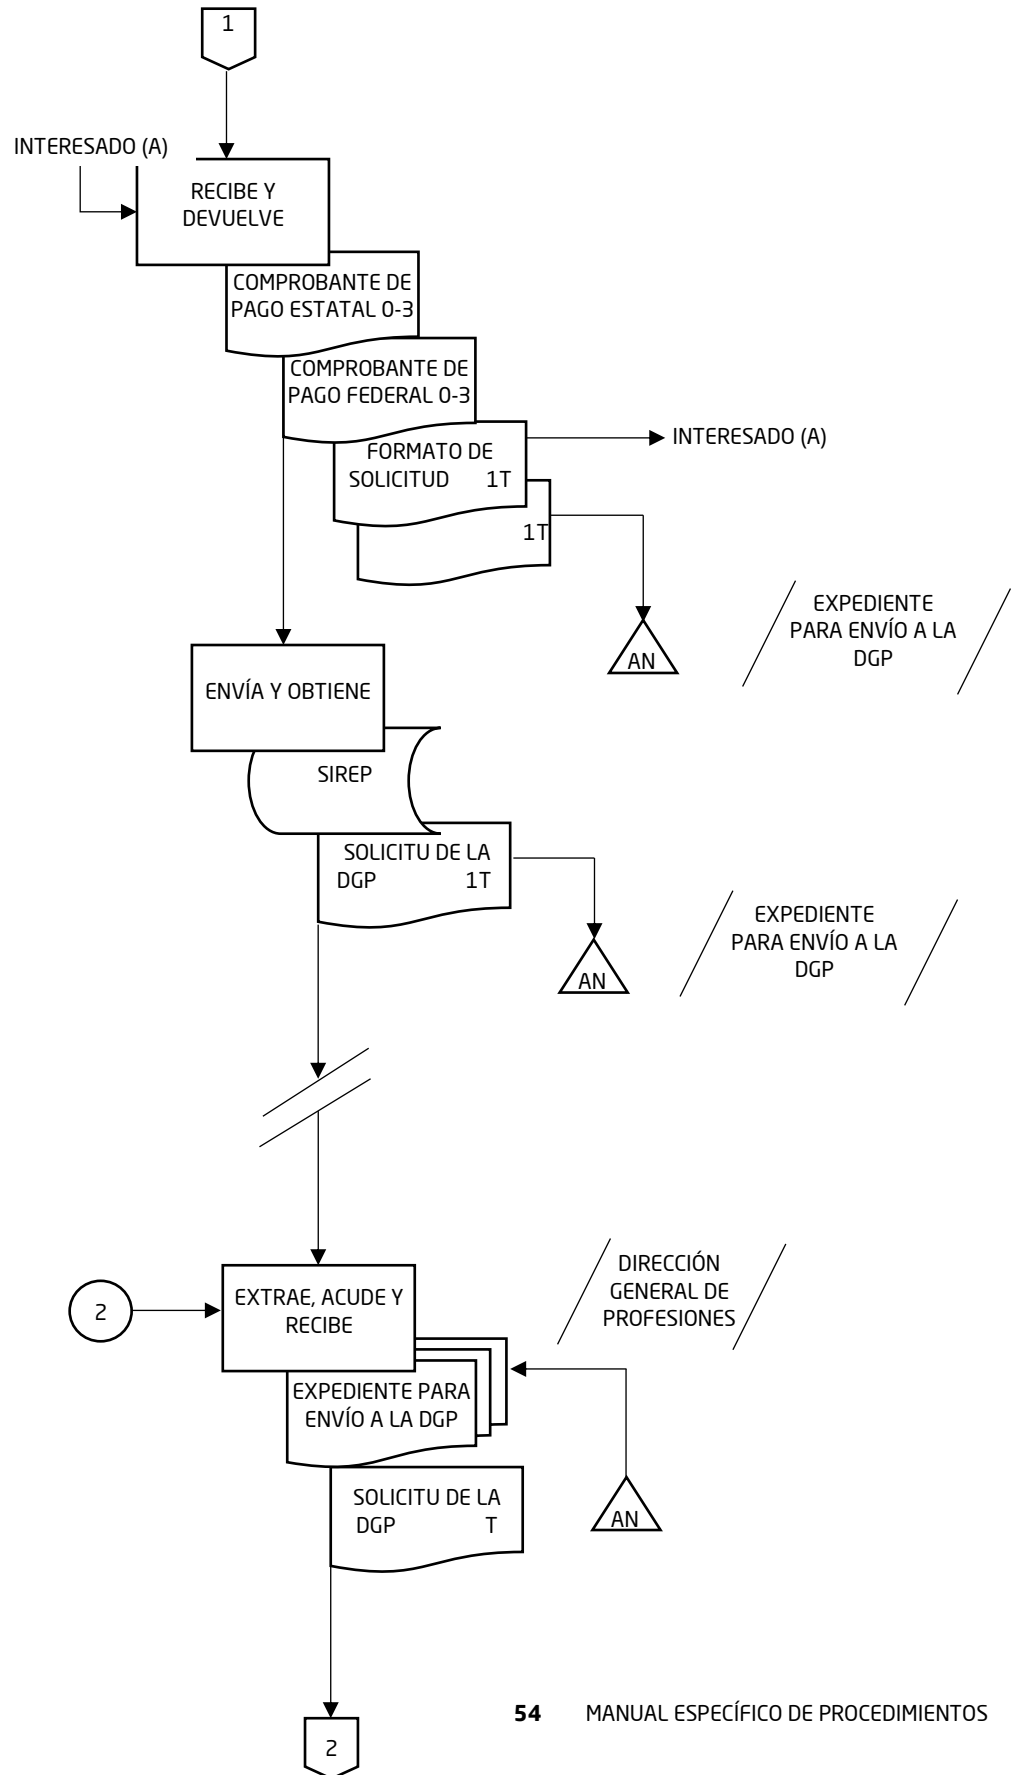 1
INTERESADO (A)
RECIBE Y
DEVUELVE
COMPROBANTE DE
PAGO ESTATAL O-3
COMPROBANTE DE
PAGO FEDERAL O-3
FORMATO DE
SOLICITUD 1T
INTERESADO (A)
1T
AN
EXPEDIENTE
PARA ENVÍO A LA
DGP
ENVÍA Y OBTIENE
SIREP
SOLICITU DE LA
DGP 1T
AN
EXPEDIENTE
PARA ENVÍO A LA
DGP
DIRECCIÓN
GENERAL DE
PROFESIONES
2
EXTRAE, ACUDE Y
RECIBE
EXPEDIENTE PARA
ENVÍO A LA DGP
SOLICITU DE LA
DGP T
AN
2
54 MANUAL ESPECÍFICO DE PROCEDIMIENTOS